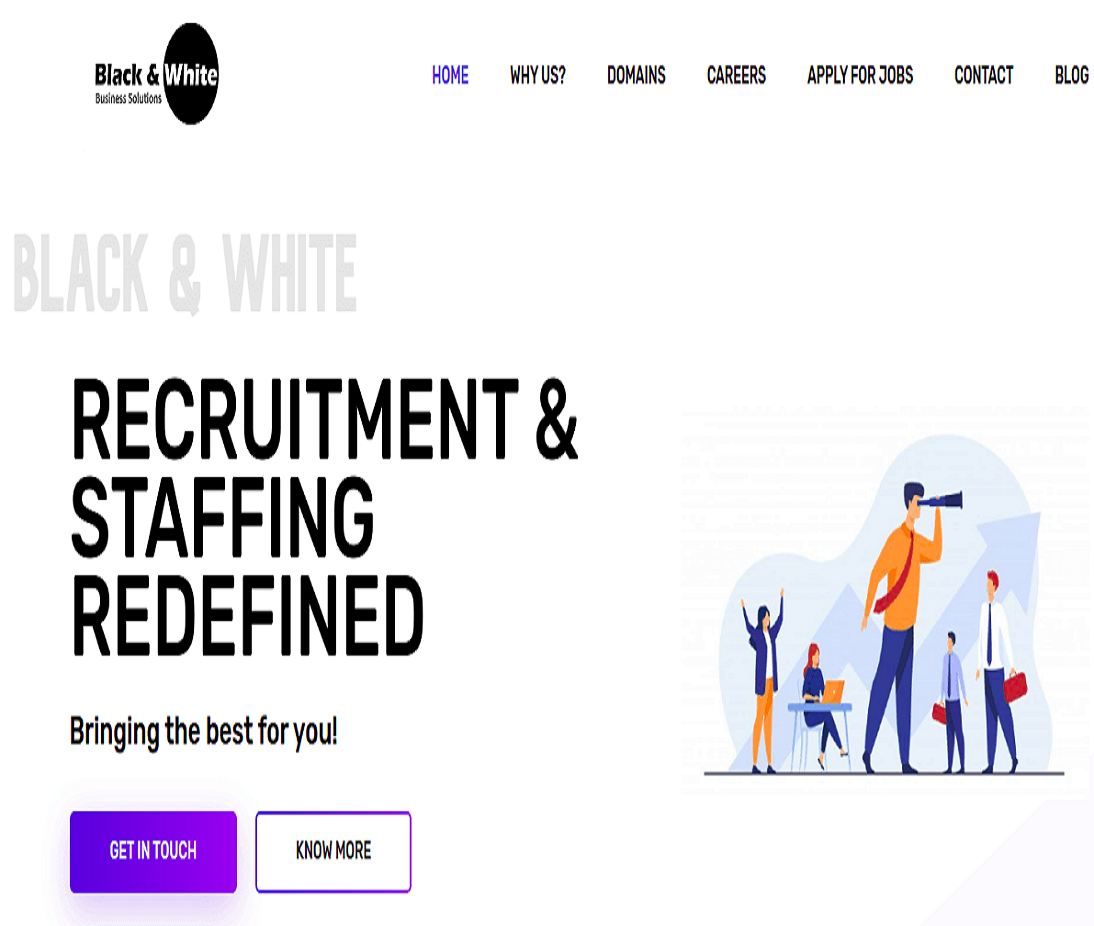 Black & White
Business Solutions
HOME WHY US? DOMAINS CAREERS APPLY FOR JOBS CONTACT BLOG
BLACK & WHITE
RECRUITMENT &
STAFFING
REDEFINED
Bringing the best for you!
GET IN TOUCH KNOW MORE